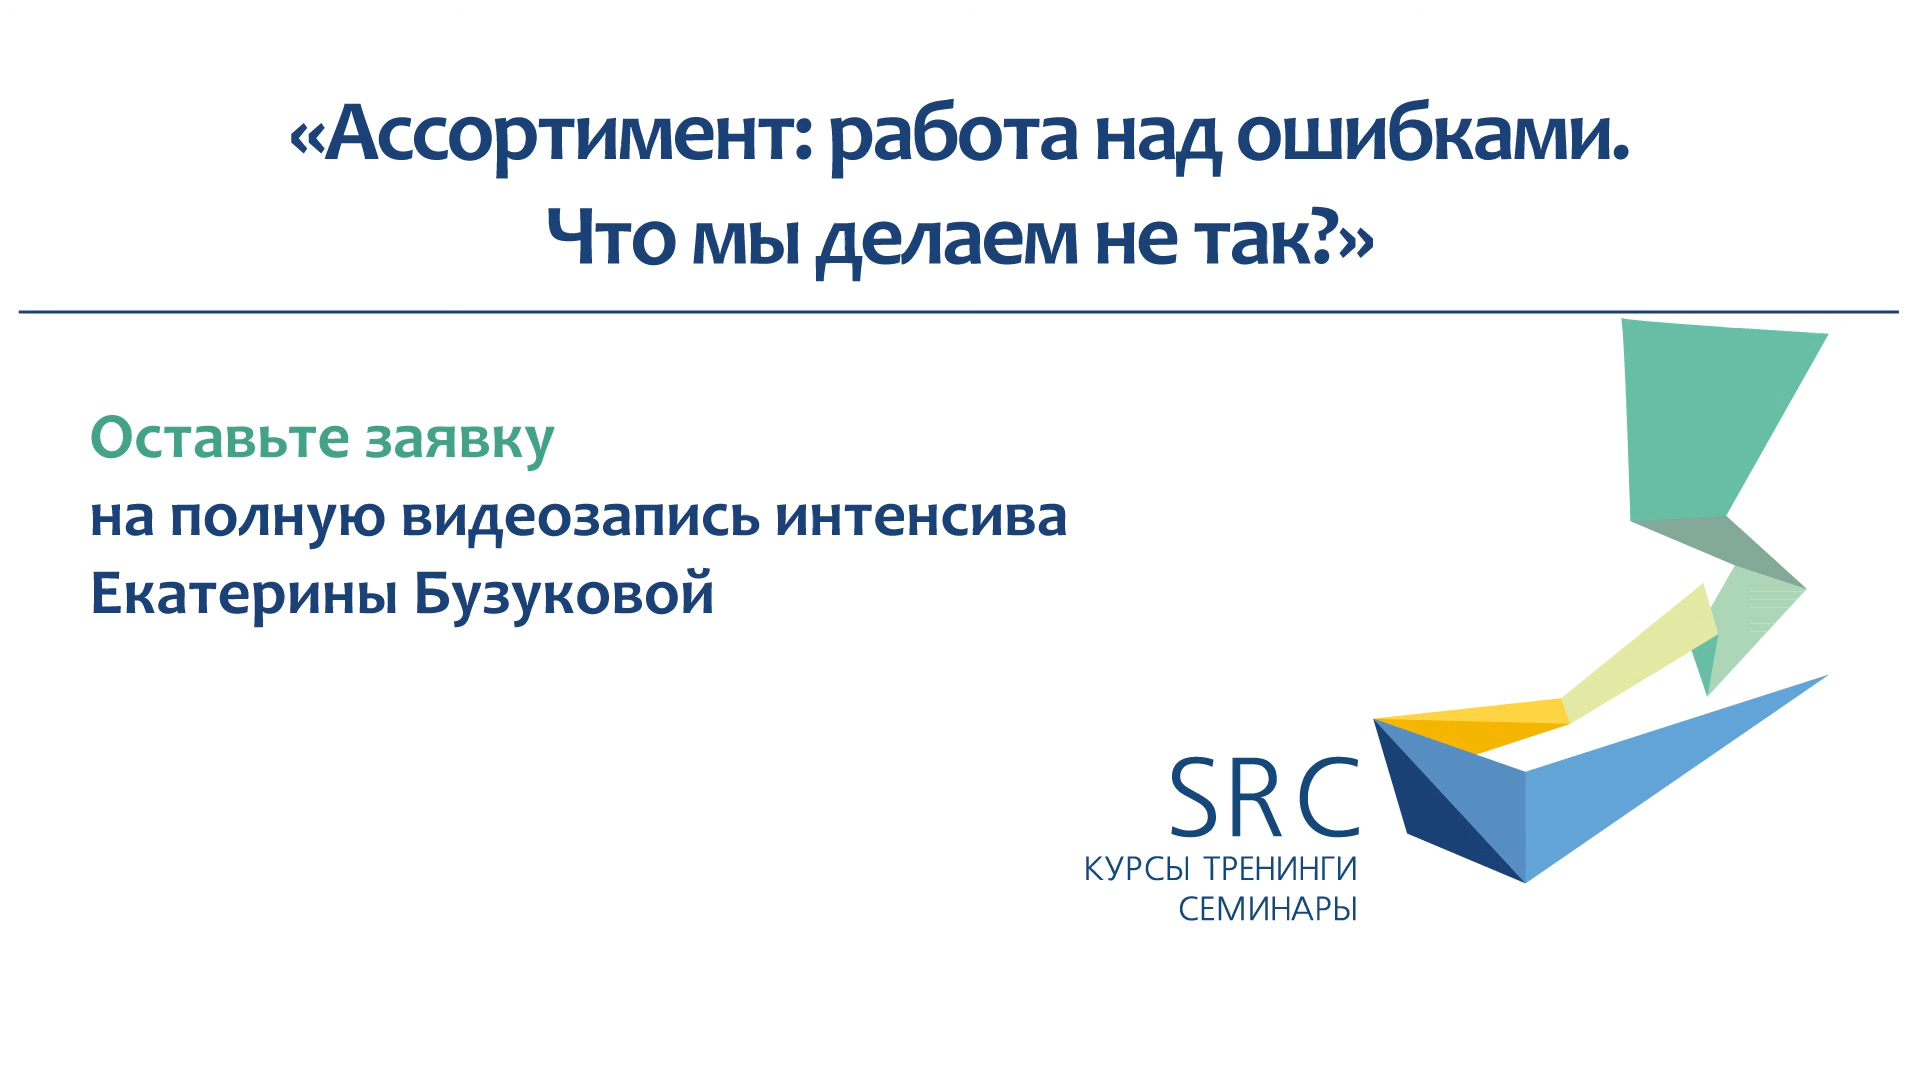 «Ассортимент: работа над ошибками.
Что мы делаем не так?»
Оставьте заявку
на полную видеозапись интенсива
Екатерины Бузуковой
SRC
КУРСЫ ТРЕНИНГИ
СЕМИНАРЫ